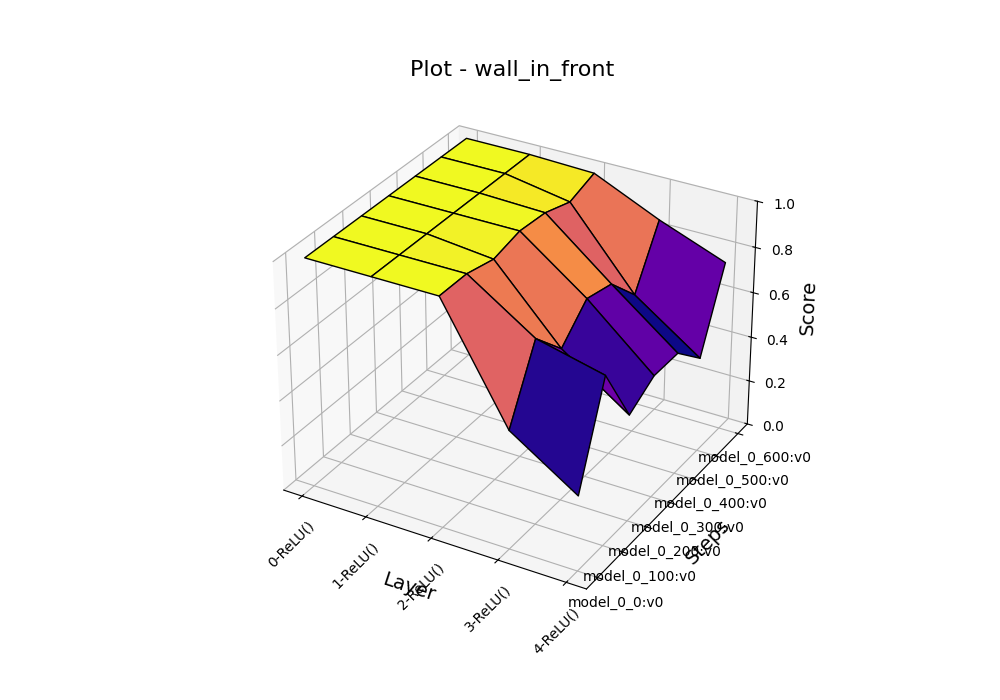 Plot - wall_in_front
1.0
0.8
0.6
0.4
0.2
0.0
Score
model_0_600:v0
model_0_500:v0
model_0_400:v0
model_0_300:v0
model_0_200:v0
model_0_100:v0
model_0_0:v0
Steps
0-ReLU()
1-ReLU()
2-ReLU()
3-ReLU()
4-ReLU()
Layer